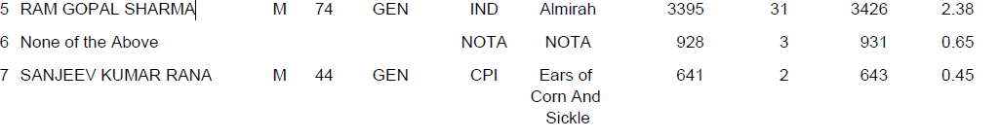 5 RAM GOPAL SHARMA M 74 GEN IND Almirah 3395 31 3426 2.38
6 None of the Above NOTA NOTA 928 3 931 0.65
7 SANJEEV KUMAR RANA M 44 GEN CPI Ears of 641 2 643 0.45
Corn And
Sickle